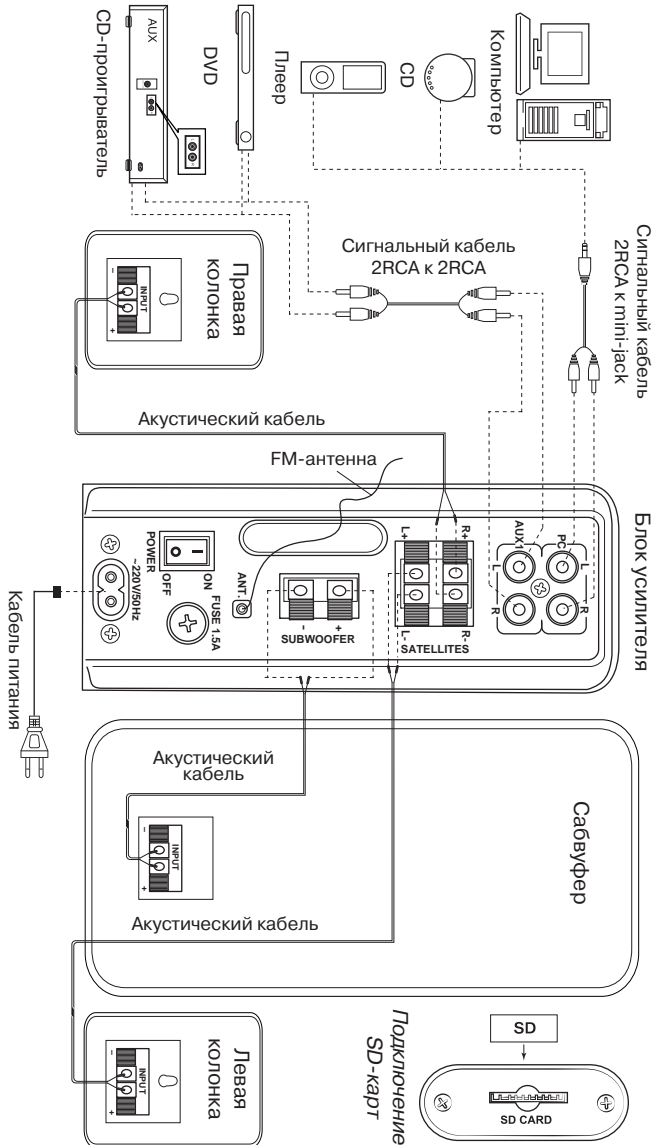 Компьютер
CD
Плеер
DVD
AUX
CD-проигрыватель
Сигнальный кабель
2RCA к mini-jack
Сигнальный кабель
2RCA к 2RCA
Правая
колонка
INPUT
-
+
Акустический кабель
FM-антенна
Блок усилителя
PC
L
R
AUX1
L
R
R+
L+
R-
L-
SATELLITES
+
-
SUBWOOFER
ANT.
FUSE 1.5A
ON
OFF
POWER
~220V/50Hz
Кабель питания
Сабвуфер
Акустический
кабель
INPUT
-
+
Акустический кабель
Левая
колонка
INPUT
-
+
Подключение
SD-карт
SD
SD CARD